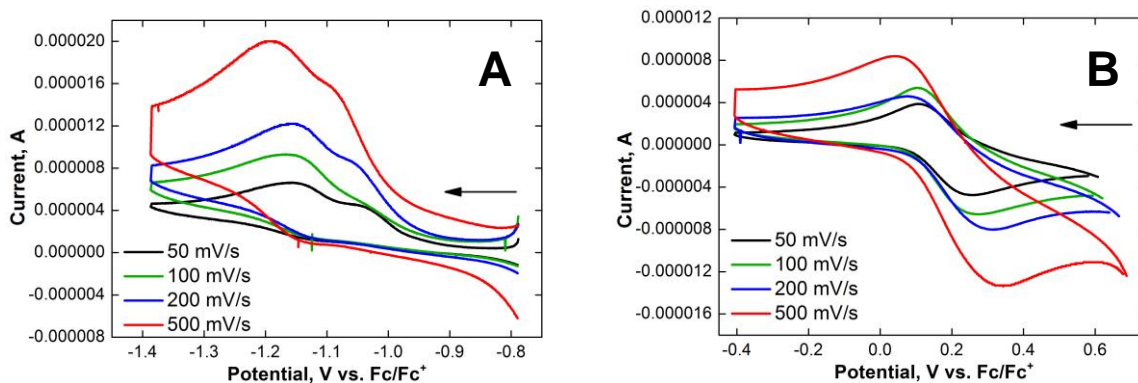 A
0.000020
0.000016
0.000012
0.000008
0.000004
0.000000
-0.000004
-0.000008
Current, A
50 mV/s
100 mV/s
200 mV/s
500 mV/s
-1.4 -1.3 -1.2 -1.1 -1.0 -0.9 -0.8
Potential, V vs. Fc/Fc⁺
B
0.000012
0.000008
0.000004
0.000000
-0.000004
-0.000008
-0.000012
-0.000016
Current, A
50 mV/s
100 mV/s
200 mV/s
500 mV/s
-0.4 -0.2 0.0 0.2 0.4 0.6
Potential, V vs. Fc/Fc⁺